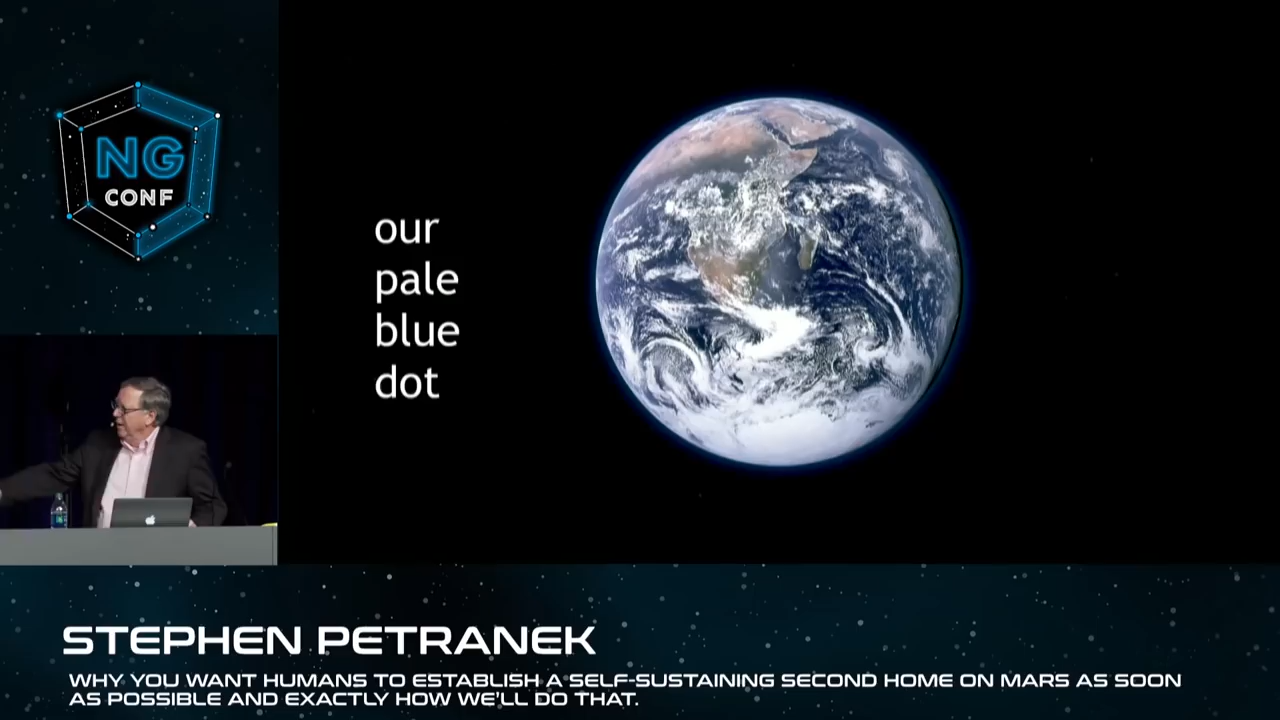 NG
CONF
our
pale
blue
dot
STEPHEN PETRANEK
WHY YOU WANT HUMANS TO ESTABLISH A SELF-SUSTAINING SECOND HOME ON MARS AS SOON
AS POSSIBLE AND EXACTLY HOW WE'LL DO THAT.